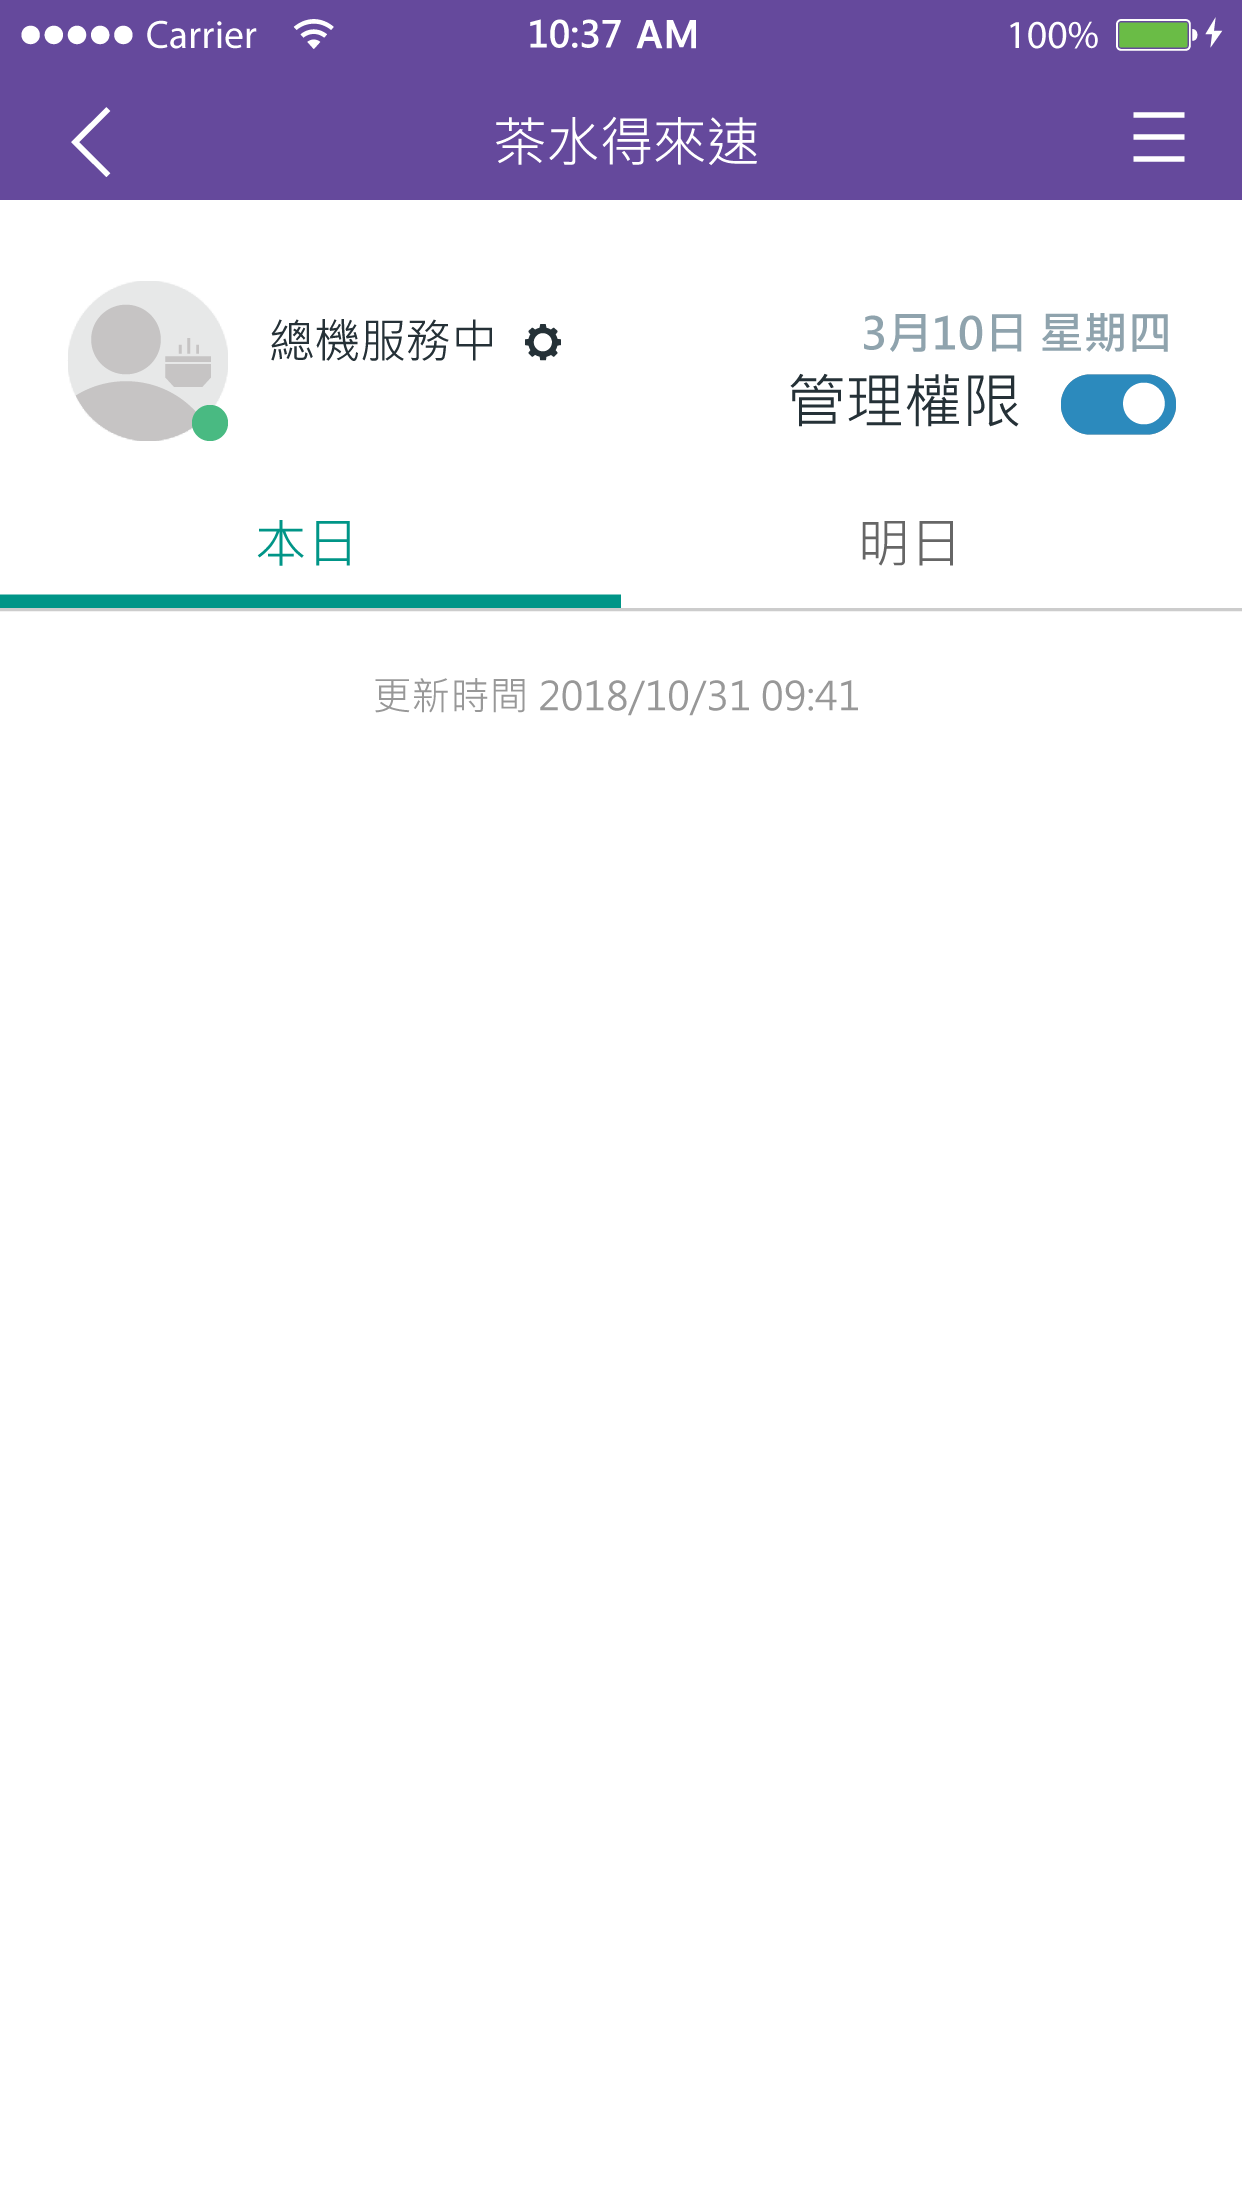 Carrier 10:37 AM 100%
茶水得來速
總機服務中 3月10日 星期四
管理權限
本日 明日
更新時間 2018/10/31 09:41